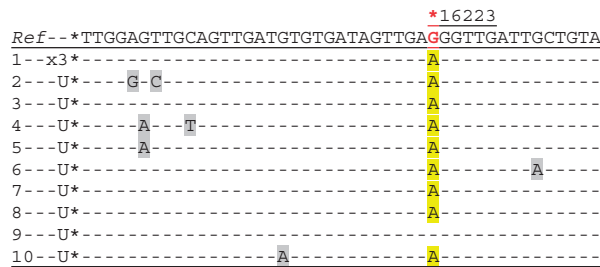 *16223
Ref--*TTGGAGTTGCAGTTGATGTGTGATAGTTGAGGGTTGATTGCTGTA
1--x3*------------------------------A--------------
2---U*----G-C-----------------------A--------------
3---U*------------------------------A--------------
4---U*-----A---T--------------------A--------------
5---U*-----A------------------------A--------------
6---U*------------------------------A--------A-----
7---U*------------------------------A--------------
8---U*------------------------------A--------------
9---U*---------------------------------------------
10--U*-----------------A------------A--------------